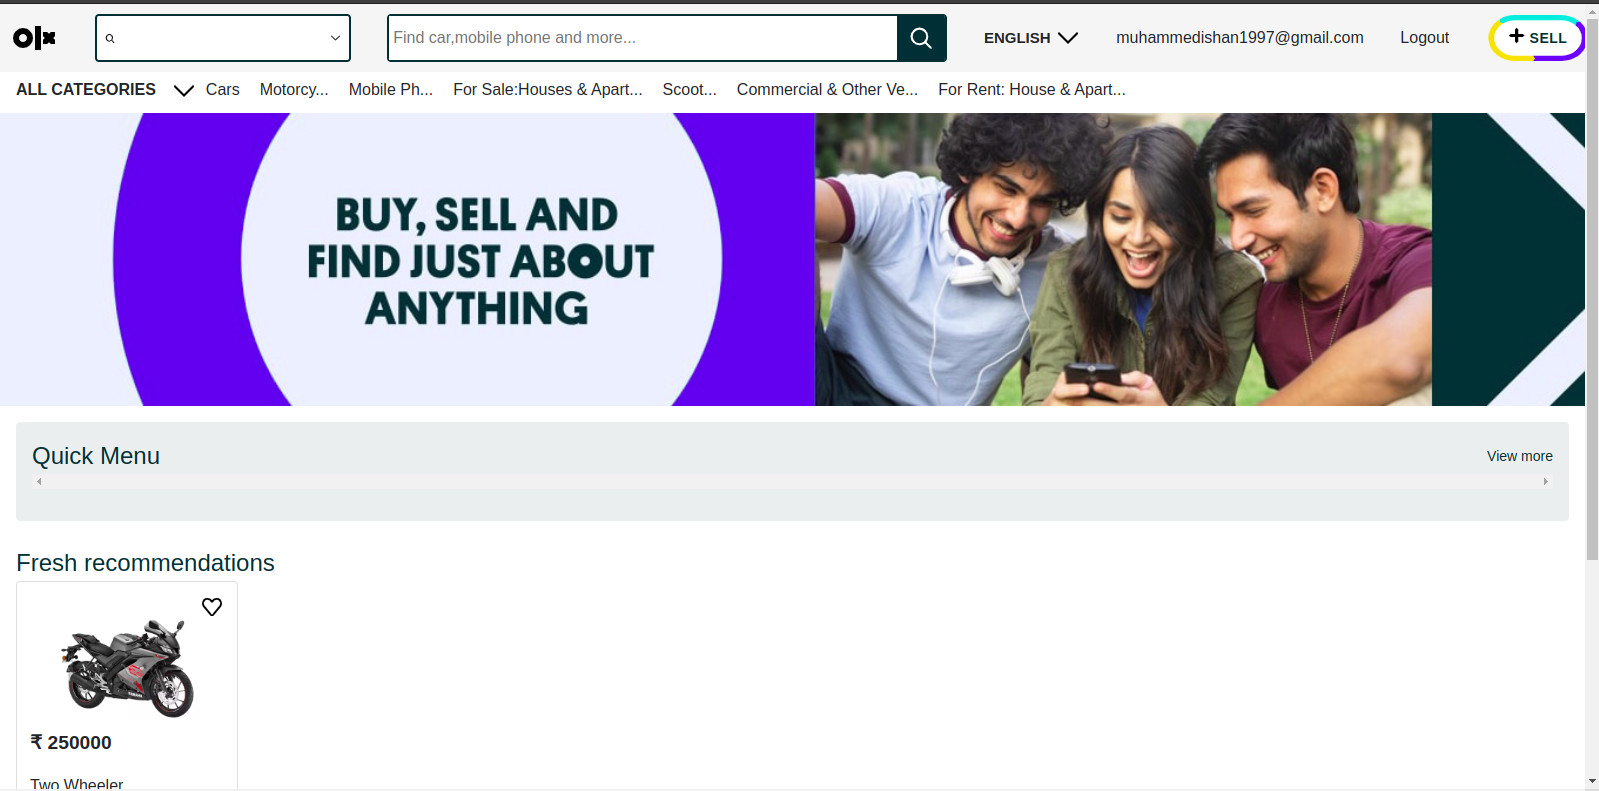 olx
Find car,mobile phone and more...
ENGLISH
muhammedishan1997@gmail.com
Logout
SELL
ALL CATEGORIES
Cars
Motorcy...
Mobile Ph...
For Sale:Houses & Apart...
Scoot...
Commercial & Other Ve...
For Rent: House & Apart...
BUY, SELL AND
FIND JUST ABOUT
ANYTHING
Quick Menu
View more
Fresh recommendations
₹ 250000
Two Wheeler